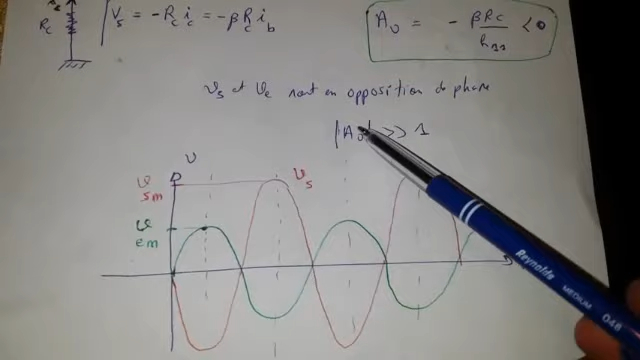 Rc
Vs = -Rc ic = -β Rc ib
Av = - βRc / h11 < 0
vs et ve sont en opposition de phase
|Av| >> 1
v
vsm
vs
vem
Reynolds MEDIUM 048